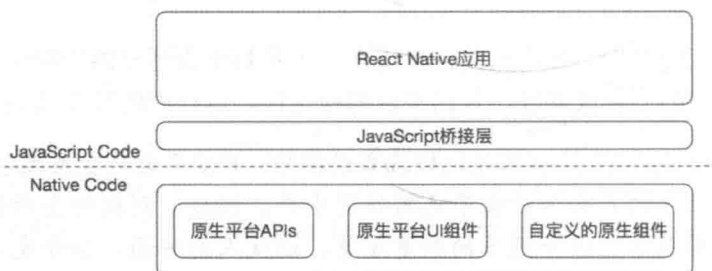 React Native应用
JavaScript桥接层
JavaScript Code
Native Code
原生平台APIs
原生平台UI组件
自定义的原生组件